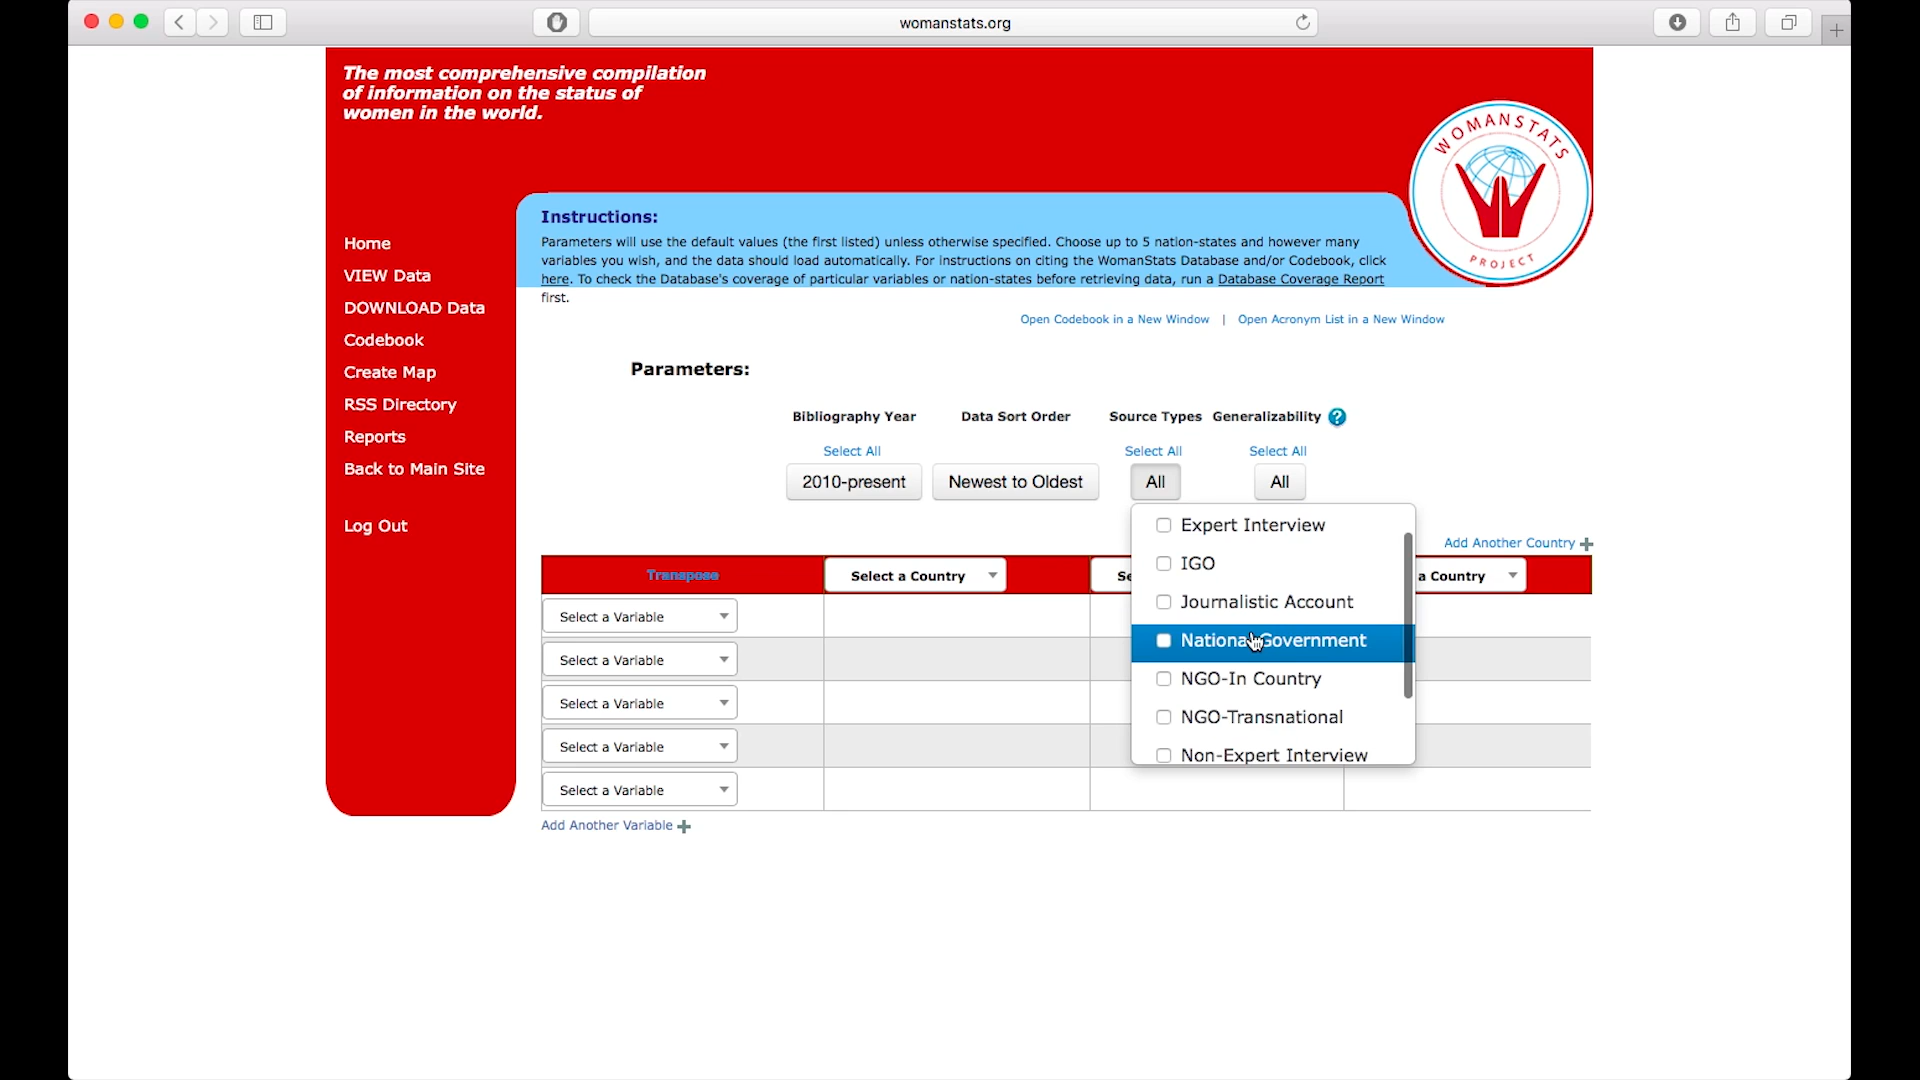 womanstats.org
The most comprehensive compilation
of information on the status of
women in the world.
WOMANSTATS
PROJECT
Home
VIEW Data
DOWNLOAD Data
Codebook
Create Map
RSS Directory
Reports
Back to Main Site
Log Out
Instructions:
Parameters will use the default values (the first listed) unless otherwise specified. Choose up to 5 nation-states and however many
variables you wish, and the data should load automatically. For instructions on citing the WomanStats Database and/or Codebook, click
here. To check the Database's coverage of particular variables or nation-states before retrieving data, run a Database Coverage Report
first.
Open Codebook in a New Window | Open Acronym List in a New Window
Parameters:
Bibliography Year Data Sort Order Source Types Generalizability ?
Select All Select All Select All
2010-present Newest to Oldest All All
Expert Interview
IGO
Journalistic Account
National Government
NGO-In Country
NGO-Transnational
Non-Expert Interview
Add Another Country
Transpose Select a Country Se a Country
Select a Variable
Select a Variable
Select a Variable
Select a Variable
Select a Variable
Add Another Variable